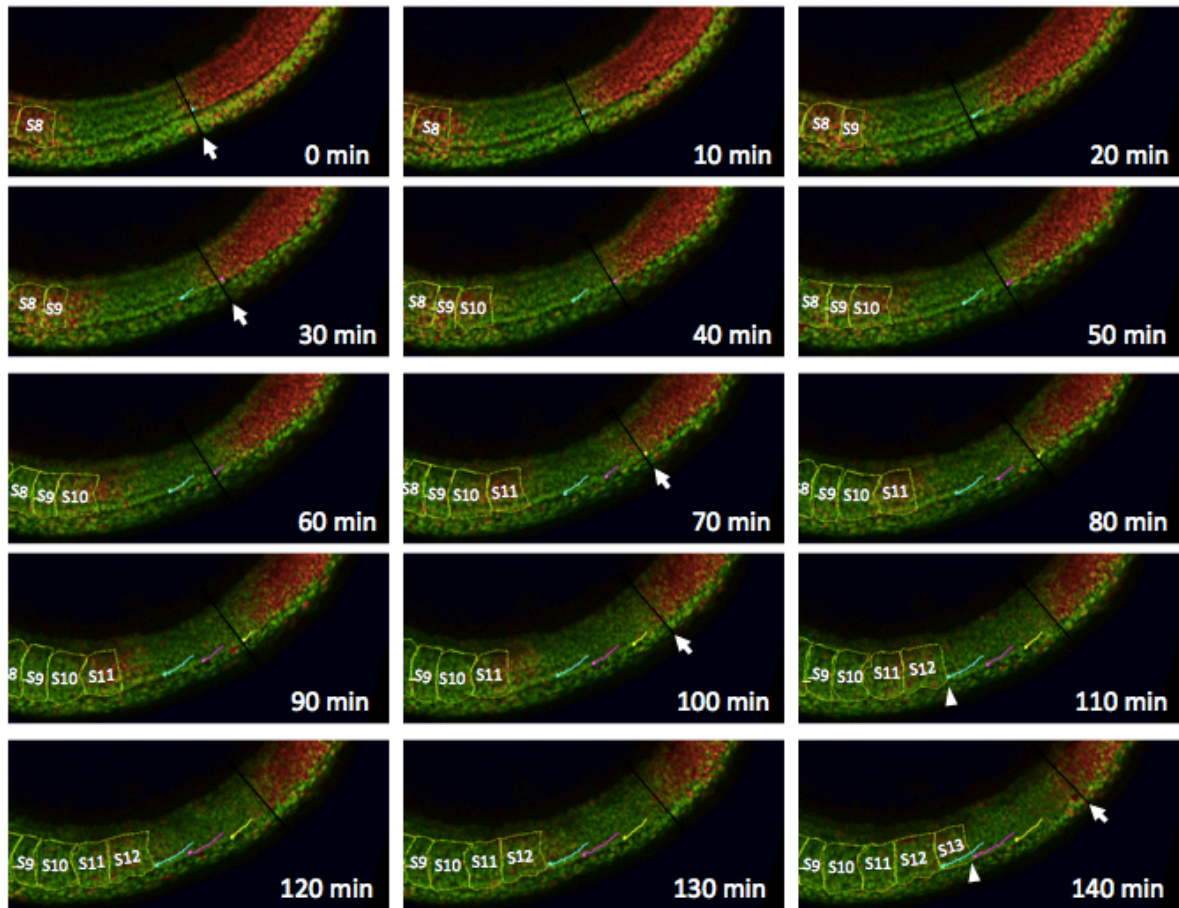 S8
0 min
S8
10 min
S8 S9
20 min
S8 S9
30 min
S8 S9 S10
40 min
S8 S9 S10
50 min
S8 S9 S10
60 min
S8 S9 S10 S11
70 min
S8 S9 S10 S11
80 min
S8 S9 S10 S11
90 min
S9 S10 S11
100 min
S9 S10 S11 S12
110 min
S9 S10 S11 S12
120 min
S9 S10 S11 S12
130 min
S9 S10 S11 S12 S13
140 min